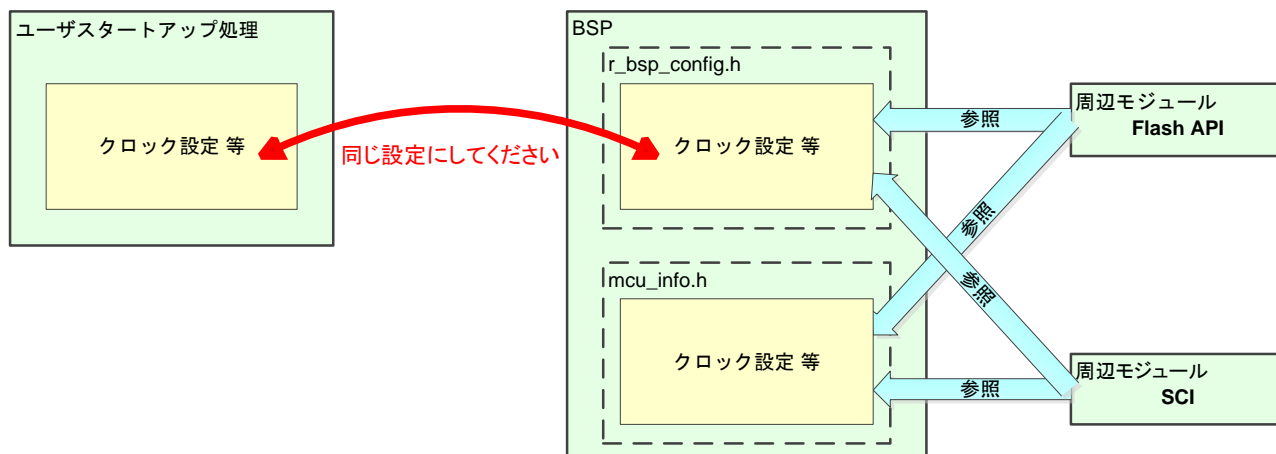 ユーザスタートアップ処理
クロック設定 等
同じ設定にしてください
BSP
r_bsp_config.h
クロック設定 等
mcu_info.h
クロック設定 等
参照
参照
参照
参照
周辺モジュール
Flash API
周辺モジュール
SCI